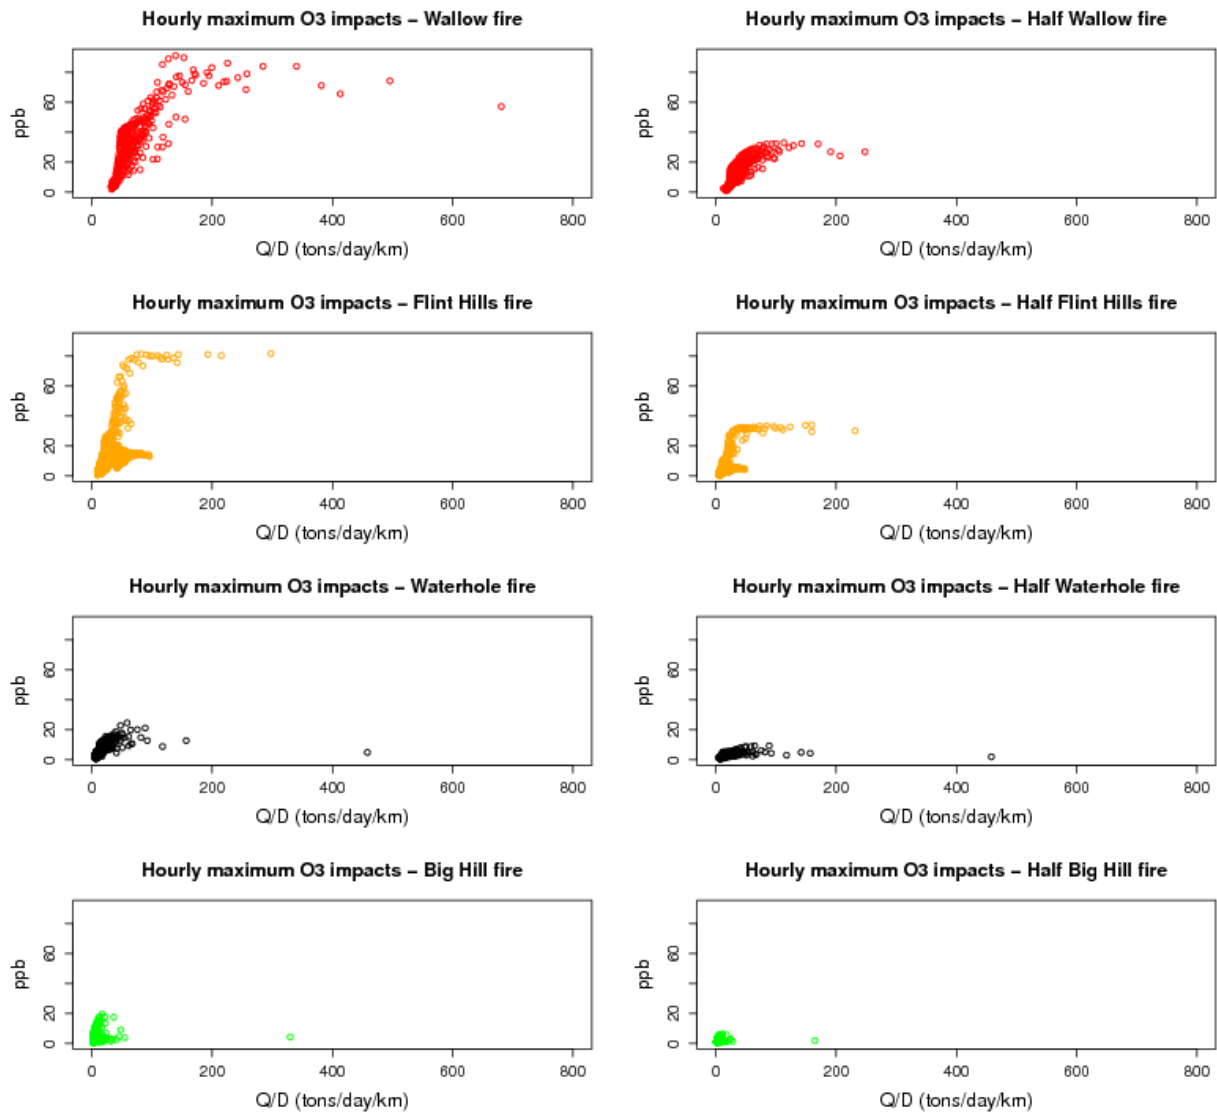 Hourly maximum O3 impacts – Wallow fire
ppb
0 20 60
0 200 400 600 800
Q/D (tons/day/km)
Hourly maximum O3 impacts – Half Wallow fire
ppb
0 20 60
0 200 400 600 800
Q/D (tons/day/km)
Hourly maximum O3 impacts – Flint Hills fire
ppb
0 20 60
0 200 400 600 800
Q/D (tons/day/km)
Hourly maximum O3 impacts – Half Flint Hills fire
ppb
0 20 60
0 200 400 600 800
Q/D (tons/day/km)
Hourly maximum O3 impacts – Waterhole fire
ppb
0 20 60
0 200 400 600 800
Q/D (tons/day/km)
Hourly maximum O3 impacts – Half Waterhole fire
ppb
0 20 60
0 200 400 600 800
Q/D (tons/day/km)
Hourly maximum O3 impacts – Big Hill fire
ppb
0 20 60
0 200 400 600 800
Q/D (tons/day/km)
Hourly maximum O3 impacts – Half Big Hill fire
ppb
0 20 60
0 200 400 600 800
Q/D (tons/day/km)